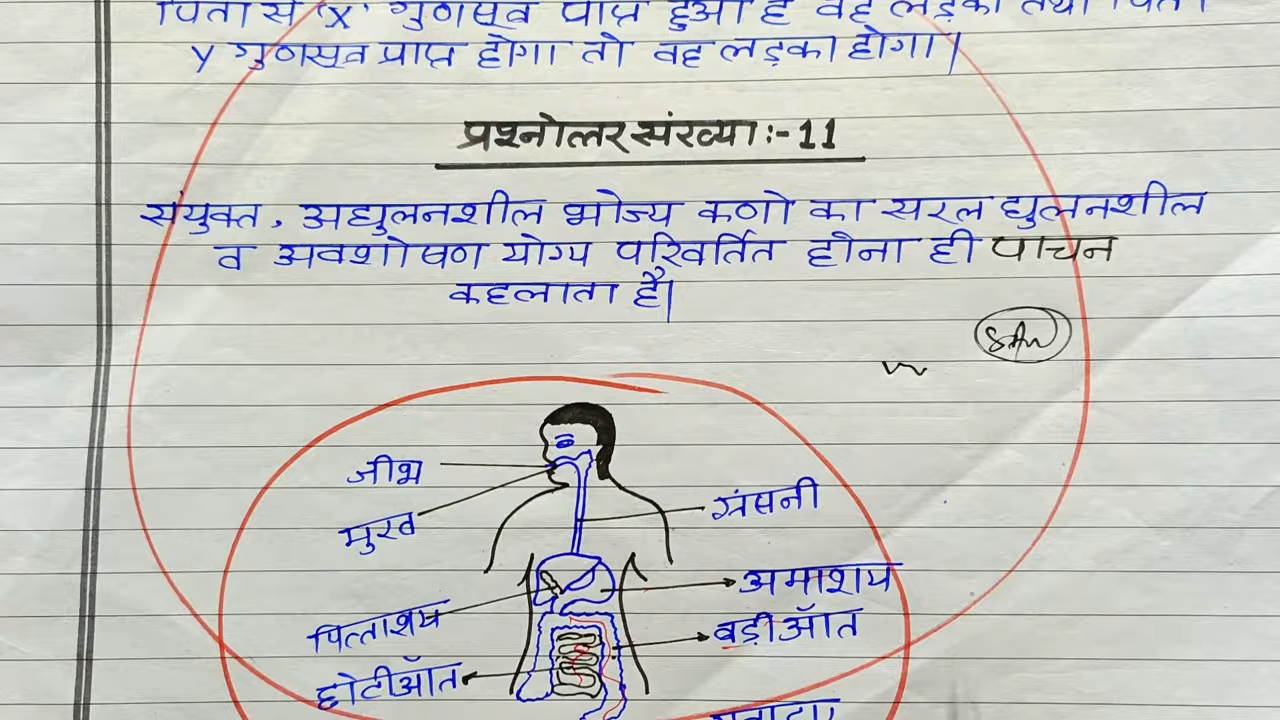 पिता से 'X' गुणसूत्र प्राप्त हुआ है वह लड़की तथा
Y गुणसूत्र प्राप्त होगा तो वह लड़का होगा।
प्रश्नोत्तर संख्या:-11
संयुक्त, अघुलनशील भोज्य कणो का सरल घुलनशील
व अवशोषण योग्य परिवर्तित होना ही पाचन
कहलाता है।
जीभ
मुख
ग्रसनी
अमाशय
पित्ताशय
बड़ी आँत
छोटी आँत